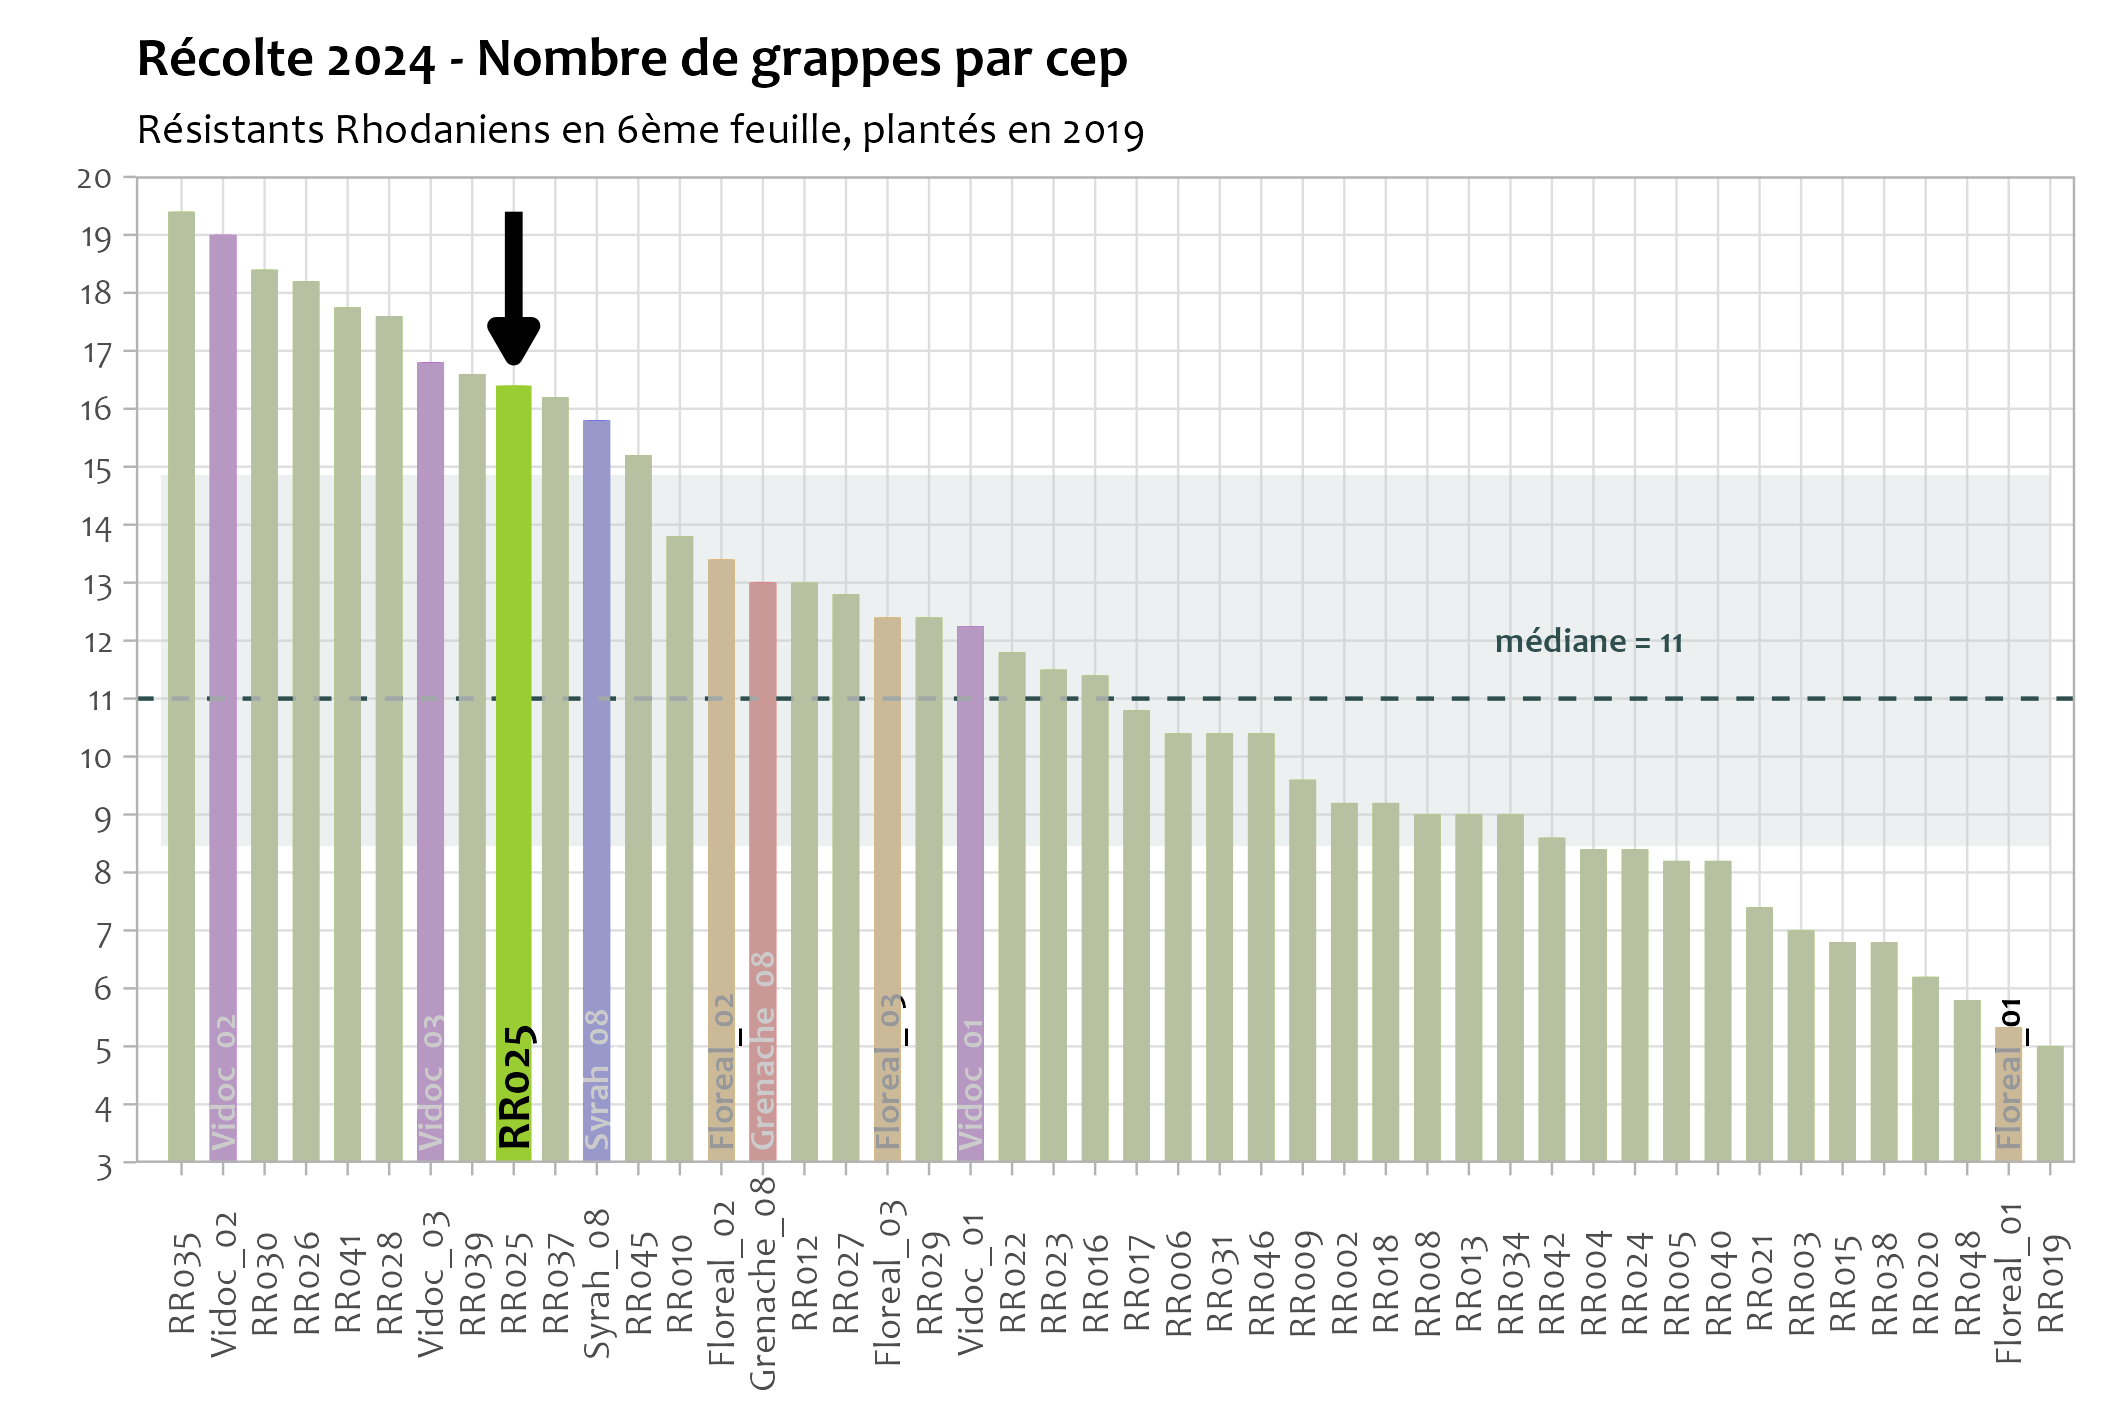 Récolte 2024 - Nombre de grappes par cep
Résistants Rhodaniens en 6ème feuille, plantés en 2019
20
19
18
17
16
15
14
13
12
11
10
9
8
7
6
5
4
3
médiane = 11
Vidoc_02
Vidoc_03
RR025
Syrah_08
Floreal_02
Grenache_08
Floreal_03
Vidoc_01
Floreal_01
RR035
Vidoc_02
RR030
RR026
RR041
RR028
Vidoc_03
RR039
RR025
RR037
Syrah_08
RR045
RR010
Floreal_02
Grenache_08
RR012
RR027
Floreal_03
RR029
Vidoc_01
RR022
RR023
RR016
RR017
RR006
RR031
RR046
RR009
RR002
RR018
RR008
RR013
RR034
RR042
RR004
RR024
RR005
RR040
RR021
RR003
RR015
RR038
RR020
RR048
Floreal_01
RR019